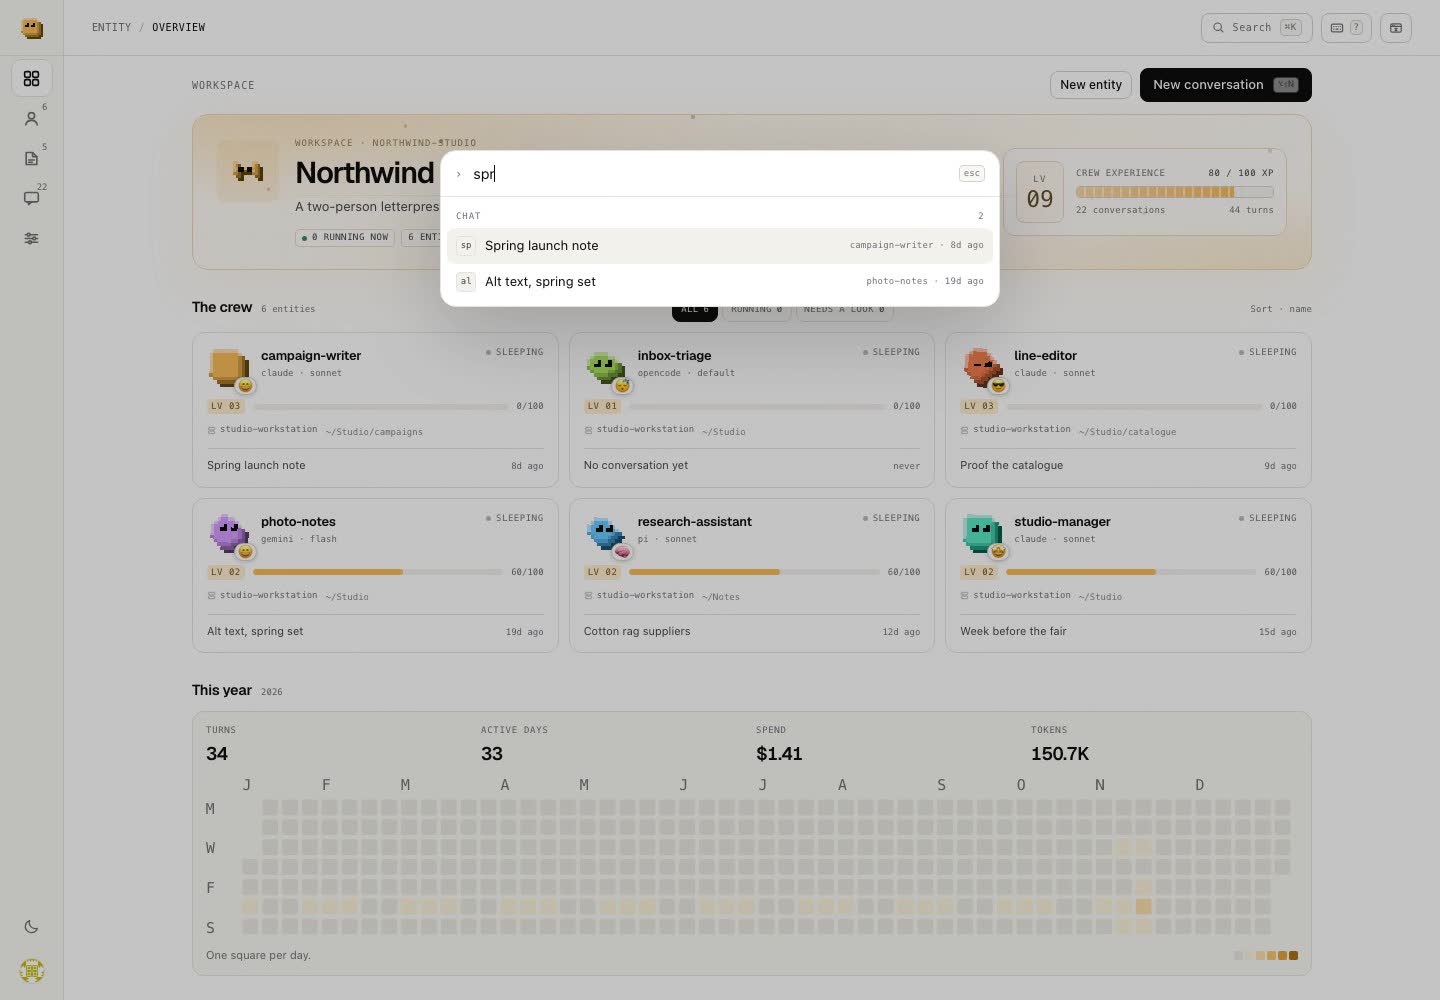 ENTITY / OVERVIEW
Search ⌘K
?
6
5
22
WORKSPACE
New entity
New conversation
WORKSPACE · NORTHWIND-STUDIO
Northwind
A two-person letterpres
0 RUNNING NOW
6 ENTI
LV
09
CREW EXPERIENCE
80 / 100 XP
22 conversations
44 turns
› spr
esc
CHAT
2
sp
Spring launch note
campaign-writer · 8d ago
al
Alt text, spring set
photo-notes · 19d ago
The crew
6 entities
ALL 6
RUNNING 0
NEEDS A LOOK 0
Sort · name
campaign-writer
SLEEPING
claude · sonnet
LV 03
0/100
studio-workstation
~/Studio/campaigns
Spring launch note
8d ago
inbox-triage
SLEEPING
opencode · default
LV 01
0/100
studio-workstation
~/Studio
No conversation yet
never
line-editor
SLEEPING
claude · sonnet
LV 03
0/100
studio-workstation
~/Studio/catalogue
Proof the catalogue
9d ago
photo-notes
SLEEPING
gemini · flash
LV 02
60/100
studio-workstation
~/Studio
Alt text, spring set
19d ago
research-assistant
SLEEPING
pi · sonnet
LV 02
60/100
studio-workstation
~/Notes
Cotton rag suppliers
12d ago
studio-manager
SLEEPING
claude · sonnet
LV 02
60/100
studio-workstation
~/Studio
Week before the fair
15d ago
This year
2026
TURNS
34
ACTIVE DAYS
33
SPEND
$1.41
TOKENS
150.7K
J F M A M J J A S O N D
M
W
F
S
One square per day.